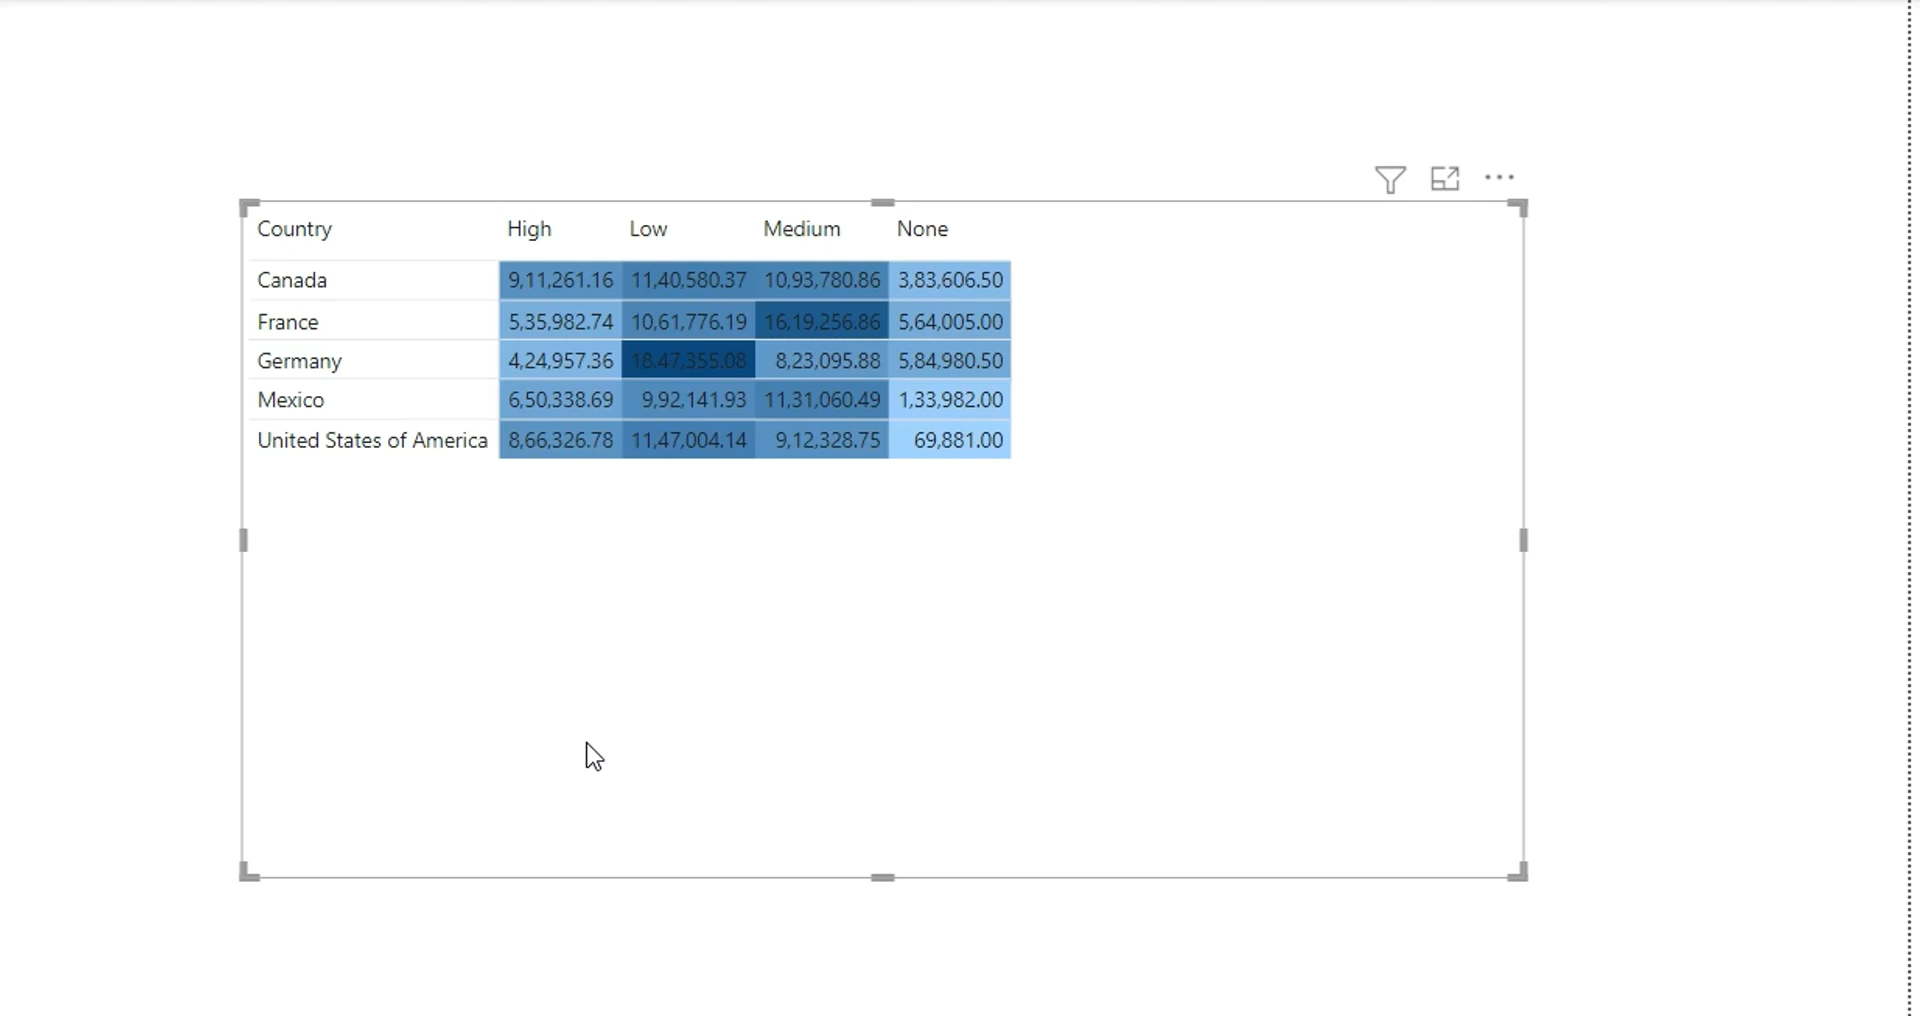 Country High Low Medium None
Canada 9,11,261.16 11,40,580.37 10,93,780.86 3,83,606.50
France 5,35,982.74 10,61,776.19 16,19,256.86 5,64,005.00
Germany 4,24,957.36 18,47,355.08 8,23,095.88 5,84,980.50
Mexico 6,50,338.69 9,92,141.93 11,31,060.49 1,33,982.00
United States of America 8,66,326.78 11,47,004.14 9,12,328.75 69,881.00